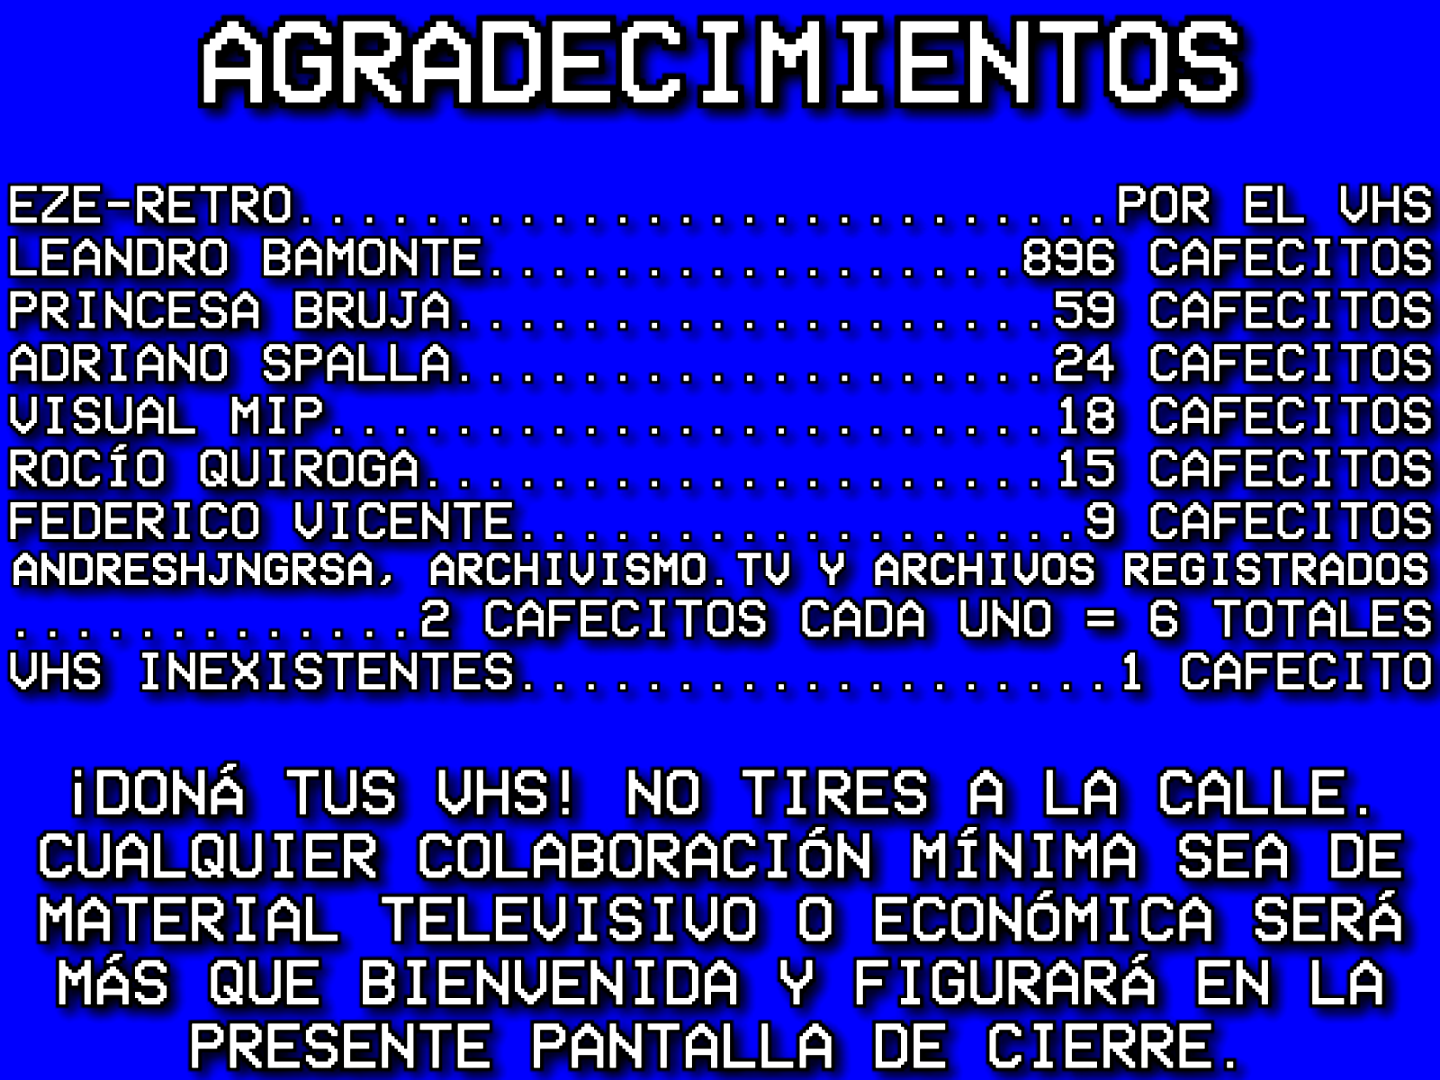 AGRADECIMIENTOS
EZE-RETRO..........................POR EL VHS
LEANDRO BAMONTE.................896 CAFECITOS
PRINCESA BRUJA...................59 CAFECITOS
ADRIANO SPALLA...................24 CAFECITOS
VISUAL MIP.......................18 CAFECITOS
ROCÍO QUIROGA....................15 CAFECITOS
FEDERICO VICENTE..................9 CAFECITOS
ANDRESHJNGRSA, ARCHIVISMO.TV Y ARCHIVOS REGISTRADOS
.............2 CAFECITOS CADA UNO = 6 TOTALES
VHS INEXISTENTES...................1 CAFECITO
¡DONÁ TUS VHS! NO TIRES A LA CALLE.
CUALQUIER COLABORACIÓN MÍNIMA SEA DE
MATERIAL TELEVISIVO O ECONÓMICA SERÁ
MÁS QUE BIENVENIDA Y FIGURARÁ EN LA
PRESENTE PANTALLA DE CIERRE.